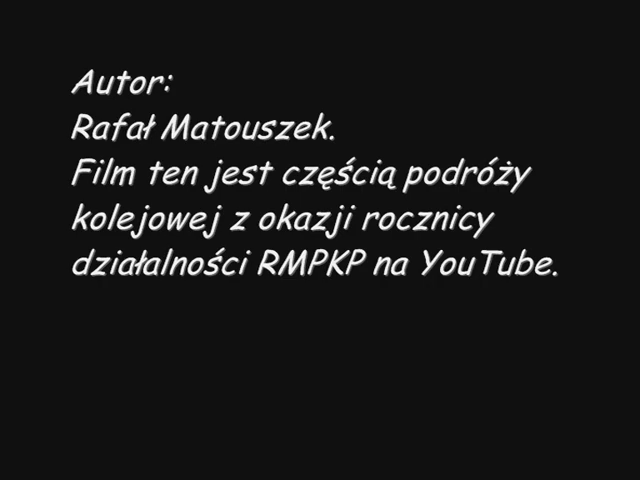 Autor:
Rafał Matouszek.
Film ten jest częścią podróży
kolejowej z okazji rocznicy
działalności RMPKP na YouTube.